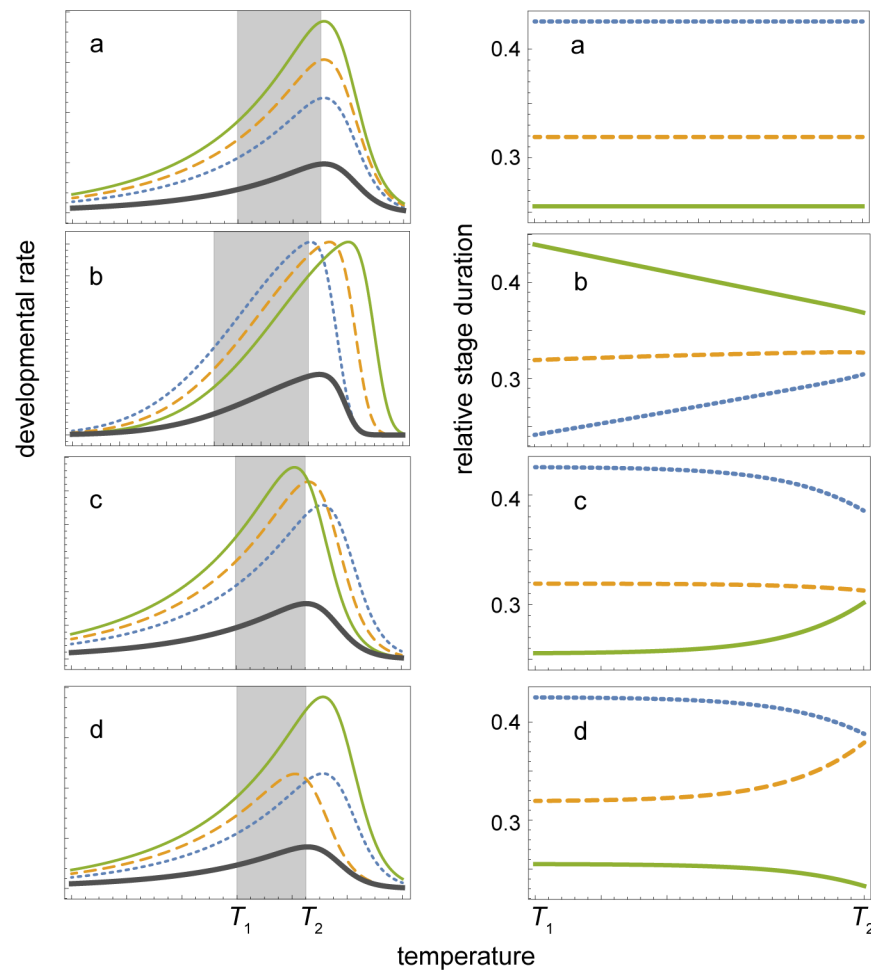 a
b
c
d
developmental rate
a
0.4
0.3
b
0.4
0.3
c
0.4
0.3
d
0.4
0.3
relative stage duration
T1
T2
T1
T2
temperature